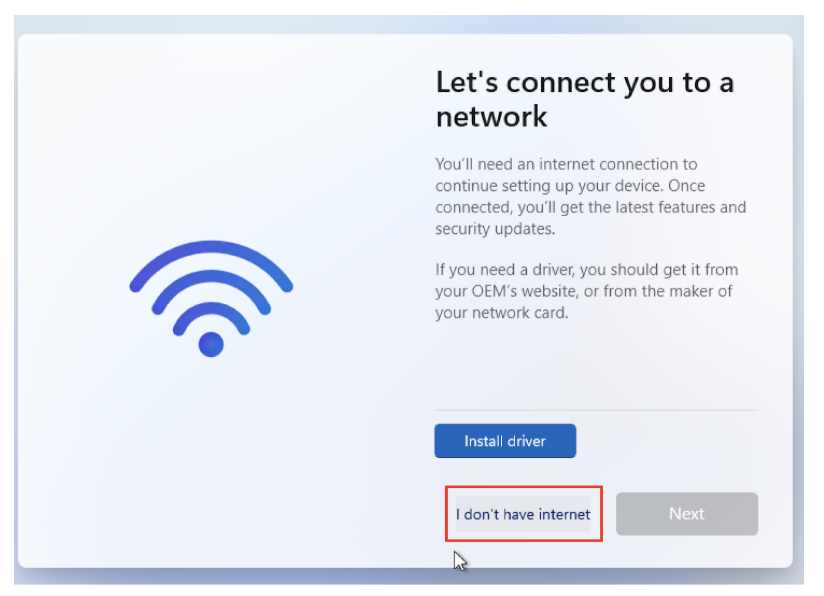 Let's connect you to a
network
You'll need an internet connection to
continue setting up your device. Once
connected, you'll get the latest features and
security updates.
If you need a driver, you should get it from
your OEM's website, or from the maker of
your network card.
Install driver
I don't have internet
Next